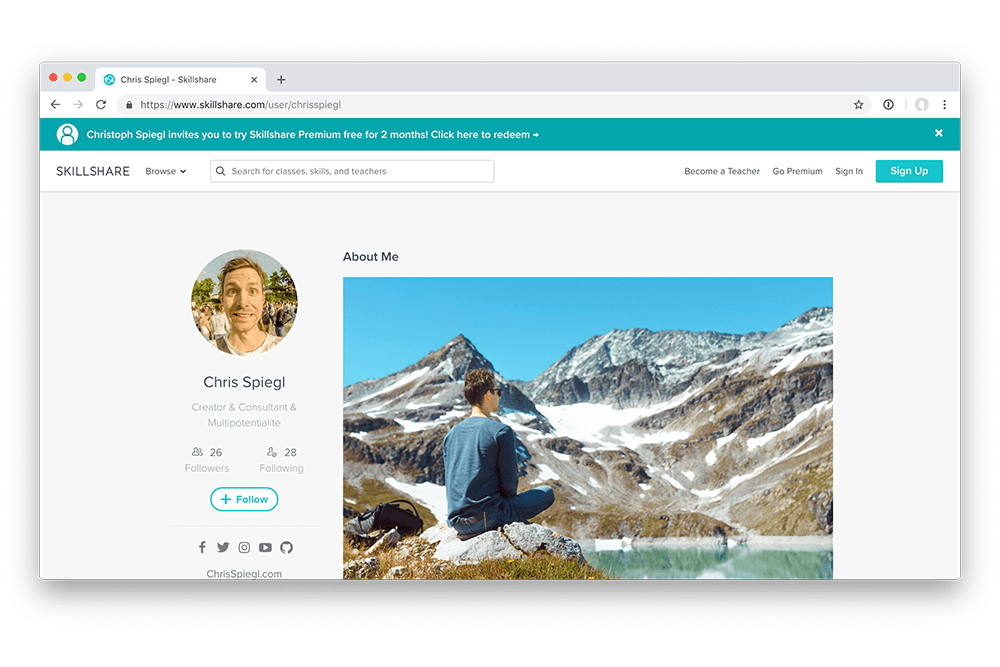 Chris Spiegl - Skillshare
https://www.skillshare.com/user/chrisspiegl
Christoph Spiegl invites you to try Skillshare Premium free for 2 months! Click here to redeem →
SKILLSHARE Browse Search for classes, skills, and teachers Become a Teacher Go Premium Sign In Sign Up
About Me
Chris Spiegl
Creator & Consultant &
Multipotentialite
26 28
Followers Following
+ Follow
ChrisSpiegl.com